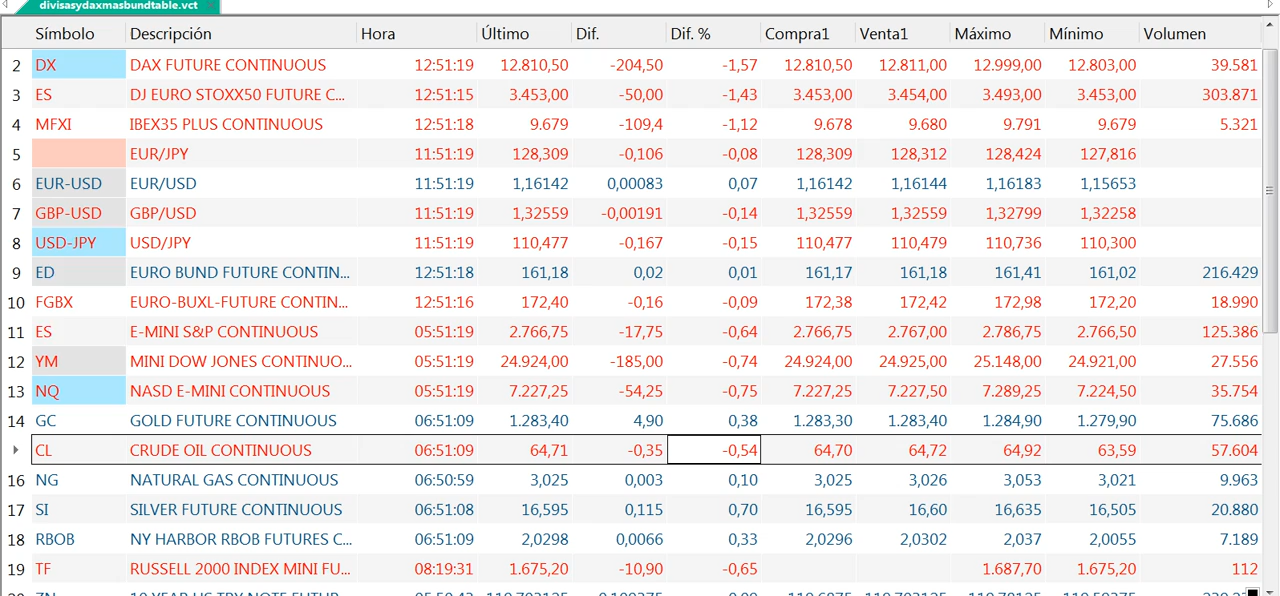 divisasydaxmasbundtable.vct
Símbolo Descripción Hora Último Dif. Dif. % Compra1 Venta1 Máximo Mínimo Volumen
2 DX DAX FUTURE CONTINUOUS 12:51:19 12.810,50 -204,50 -1,57 12.810,50 12.811,00 12.999,00 12.803,00 39.581
3 ES DJ EURO STOXX50 FUTURE C... 12:51:15 3.453,00 -50,00 -1,43 3.453,00 3.454,00 3.493,00 3.453,00 303.871
4 MFXI IBEX35 PLUS CONTINUOUS 12:51:18 9.679 -109,4 -1,12 9.678 9.680 9.791 9.679 5.321
5 EUR/JPY 11:51:19 128,309 -0,106 -0,08 128,309 128,312 128,424 127,816
6 EUR-USD EUR/USD 11:51:19 1,16142 0,00083 0,07 1,16142 1,16144 1,16183 1,15653
7 GBP-USD GBP/USD 11:51:19 1,32559 -0,00191 -0,14 1,32559 1,32559 1,32799 1,32258
8 USD-JPY USD/JPY 11:51:19 110,477 -0,167 -0,15 110,477 110,479 110,736 110,300
9 ED EURO BUND FUTURE CONTIN... 12:51:18 161,18 0,02 0,01 161,17 161,18 161,41 161,02 216.429
10 FGBX EURO-BUXL-FUTURE CONTIN... 12:51:16 172,40 -0,16 -0,09 172,38 172,42 172,98 172,20 18.990
11 ES E-MINI S&P CONTINUOUS 05:51:19 2.766,75 -17,75 -0,64 2.766,75 2.767,00 2.786,75 2.766,50 125.386
12 YM MINI DOW JONES CONTINUO... 05:51:19 24.924,00 -185,00 -0,74 24.924,00 24.925,00 25.148,00 24.921,00 27.556
13 NQ NASD E-MINI CONTINUOUS 05:51:19 7.227,25 -54,25 -0,75 7.227,25 7.227,50 7.289,25 7.224,50 35.754
14 GC GOLD FUTURE CONTINUOUS 06:51:09 1.283,40 4,90 0,38 1.283,30 1.283,40 1.284,90 1.279,90 75.686
CL CRUDE OIL CONTINUOUS 06:51:09 64,71 -0,35 -0,54 64,70 64,72 64,92 63,59 57.604
16 NG NATURAL GAS CONTINUOUS 06:50:59 3,025 0,003 0,10 3,025 3,026 3,053 3,021 9.963
17 SI SILVER FUTURE CONTINUOUS 06:51:08 16,595 0,115 0,70 16,595 16,60 16,635 16,505 20.880
18 RBOB NY HARBOR RBOB FUTURES C... 06:51:09 2,0298 0,0066 0,33 2,0296 2,0302 2,037 2,0055 7.189
19 TF RUSSELL 2000 INDEX MINI FU... 08:19:31 1.675,20 -10,90 -0,65 1.687,70 1.675,20 112